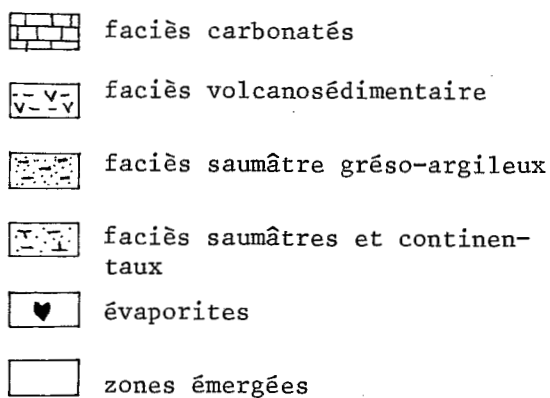 faciès carbonatés
faciès volcanosédimentaire
faciès saumâtre gréso-argileux
faciès saumâtres et continen-
taux
évaporites
zones émergées